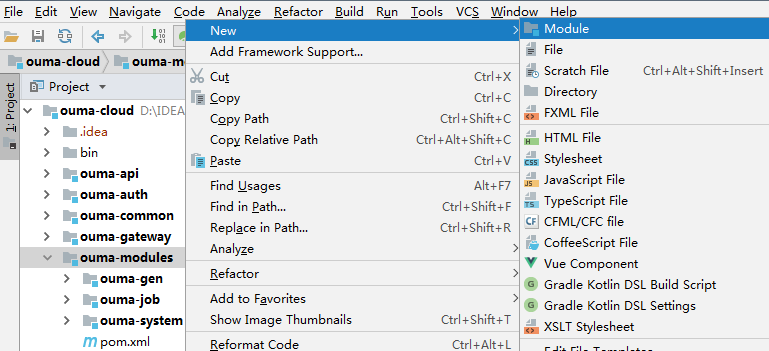 File Edit View Navigate Code Analyze Refactor Build Run Tools VCS Window Help
ouma-cloud ouma-m
1: Project
Project
ouma-cloud D:\IDEA
.idea
bin
ouma-api
ouma-auth
ouma-common
ouma-gateway
ouma-modules
ouma-gen
ouma-job
ouma-system
pom.xml
New
Add Framework Support...
Cut Ctrl+X
Copy Ctrl+C
Copy Path Ctrl+Shift+C
Copy Relative Path Ctrl+Alt+Shift+C
Paste Ctrl+V
Find Usages Alt+F7
Find in Path... Ctrl+Shift+F
Replace in Path... Ctrl+Shift+R
Analyze
Refactor
Add to Favorites
Show Image Thumbnails Ctrl+Shift+T
Reformat Code Ctrl+Alt+L
Module
File
Scratch File Ctrl+Alt+Shift+Insert
Directory
FXML File
HTML File
Stylesheet
JavaScript File
TypeScript File
CFML/CFC file
CoffeeScript File
Vue Component
Gradle Kotlin DSL Build Script
Gradle Kotlin DSL Settings
XSLT Stylesheet
Edit File Templates